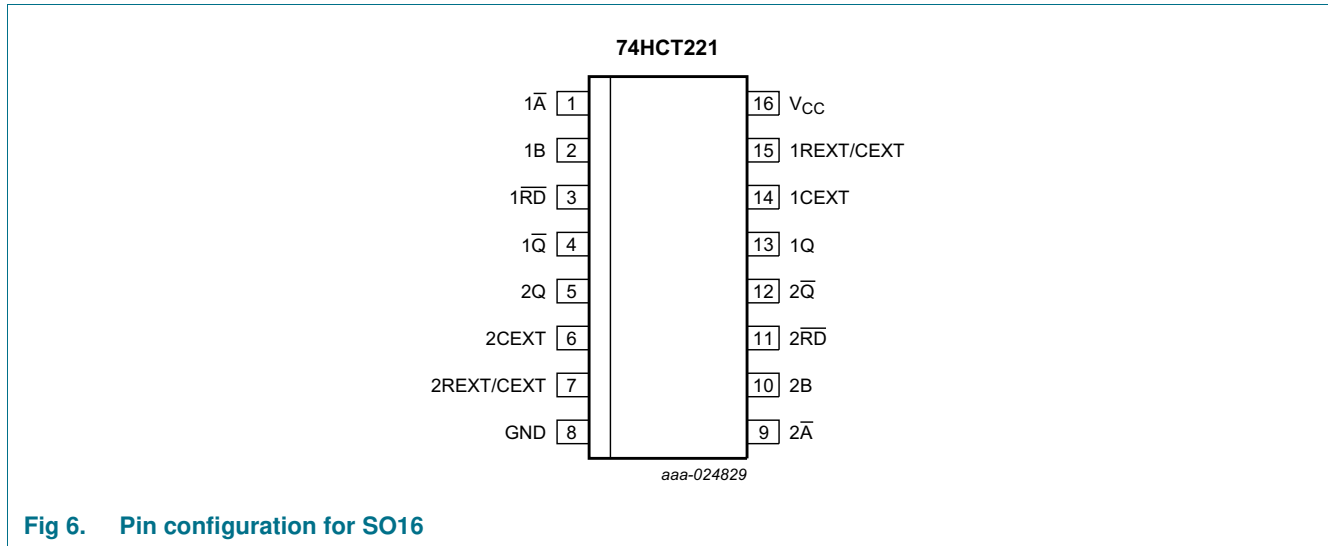 74HCT221
1A̅ 1 16 VCC
1B 2 15 1REXT/CEXT
1R̅D̅ 3 14 1CEXT
1Q̅ 4 13 1Q
2Q 5 12 2Q̅
2CEXT 6 11 2R̅D̅
2REXT/CEXT 7 10 2B
GND 8 9 2A̅
aaa-024829
Fig 6. Pin configuration for SO16